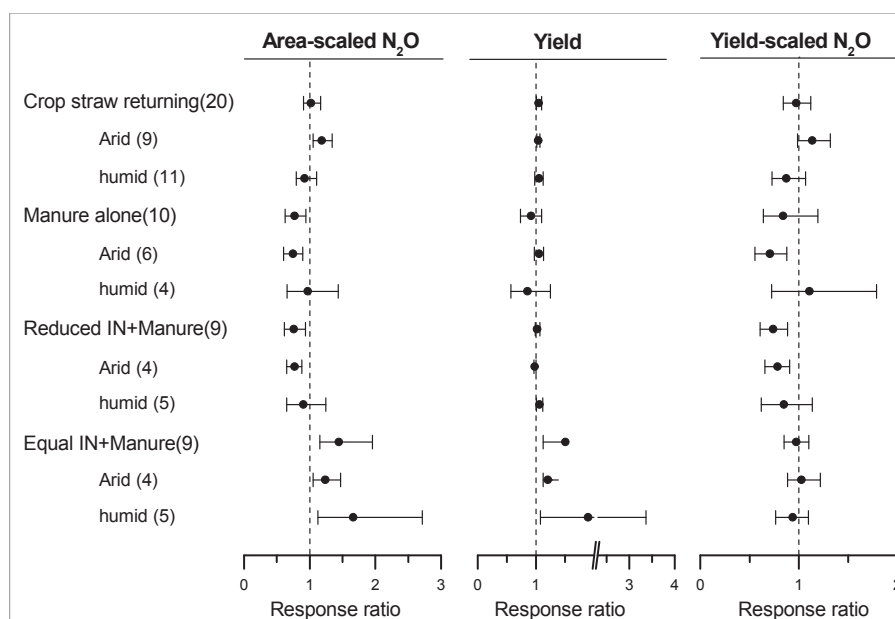 Area-scaled N₂O Yield Yield-scaled N₂O
Crop straw returning(20)
Arid (9)
humid (11)
Manure alone(10)
Arid (6)
humid (4)
Reduced IN+Manure(9)
Arid (4)
humid (5)
Equal IN+Manure(9)
Arid (4)
humid (5)
0 1 2 3 0 1 3 4 0 1 2
Response ratio Response ratio Response ratio